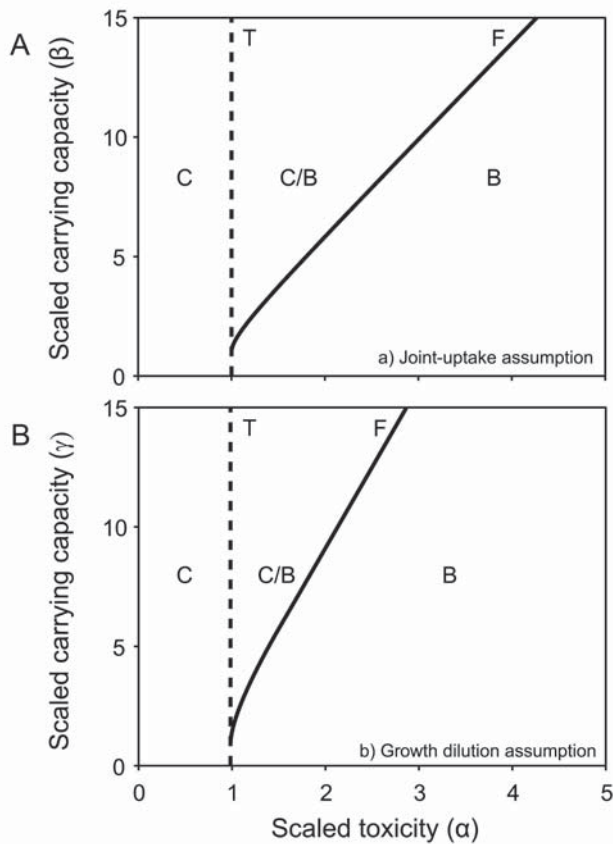 A
Scaled carrying capacity (β)
15
10
5
0
T
F
C
C/B
B
a) Joint-uptake assumption
B
Scaled carrying capacity (γ)
15
10
5
0
T
F
C
C/B
B
b) Growth dilution assumption
0 1 2 3 4 5
Scaled toxicity (α)